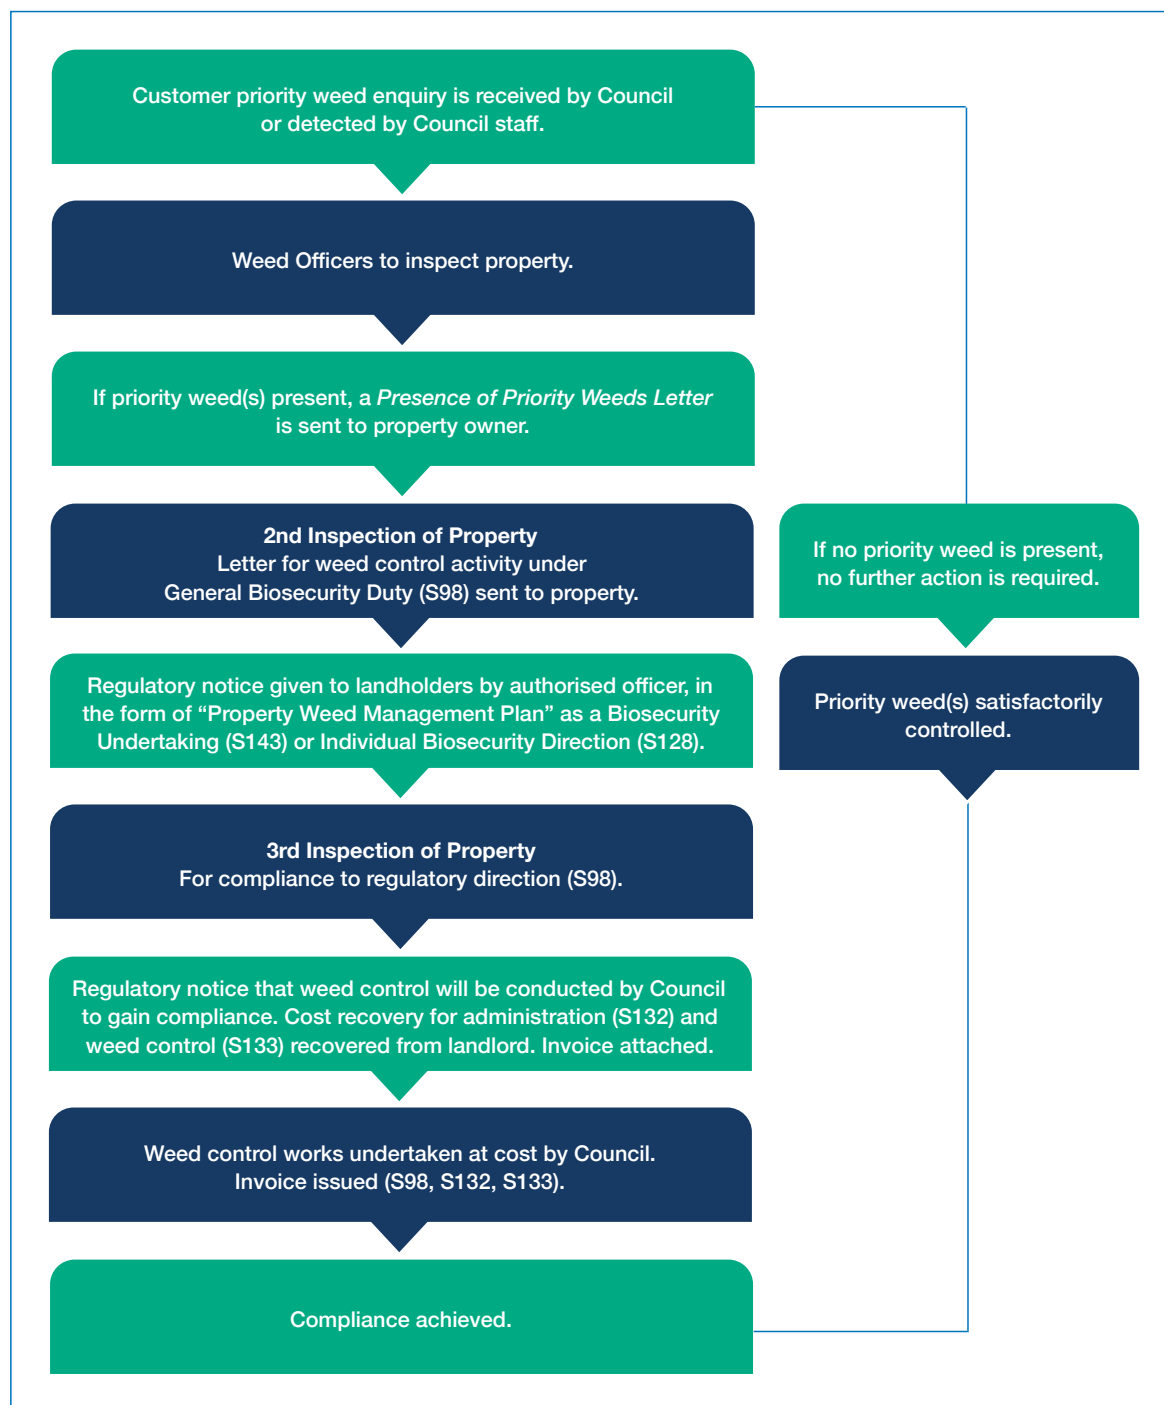 Customer priority weed enquiry is received by Council
or detected by Council staff.
Weed Officers to inspect property.
If priority weed(s) present, a Presence of Priority Weeds Letter
is sent to property owner.
2nd Inspection of Property
Letter for weed control activity under
General Biosecurity Duty (S98) sent to property.
Regulatory notice given to landholders by authorised officer, in
the form of “Property Weed Management Plan” as a Biosecurity
Undertaking (S143) or Individual Biosecurity Direction (S128).
3rd Inspection of Property
For compliance to regulatory direction (S98).
Regulatory notice that weed control will be conducted by Council
to gain compliance. Cost recovery for administration (S132) and
weed control (S133) recovered from landlord. Invoice attached.
Weed control works undertaken at cost by Council.
Invoice issued (S98, S132, S133).
Compliance achieved.
If no priority weed is present,
no further action is required.
Priority weed(s) satisfactorily
controlled.